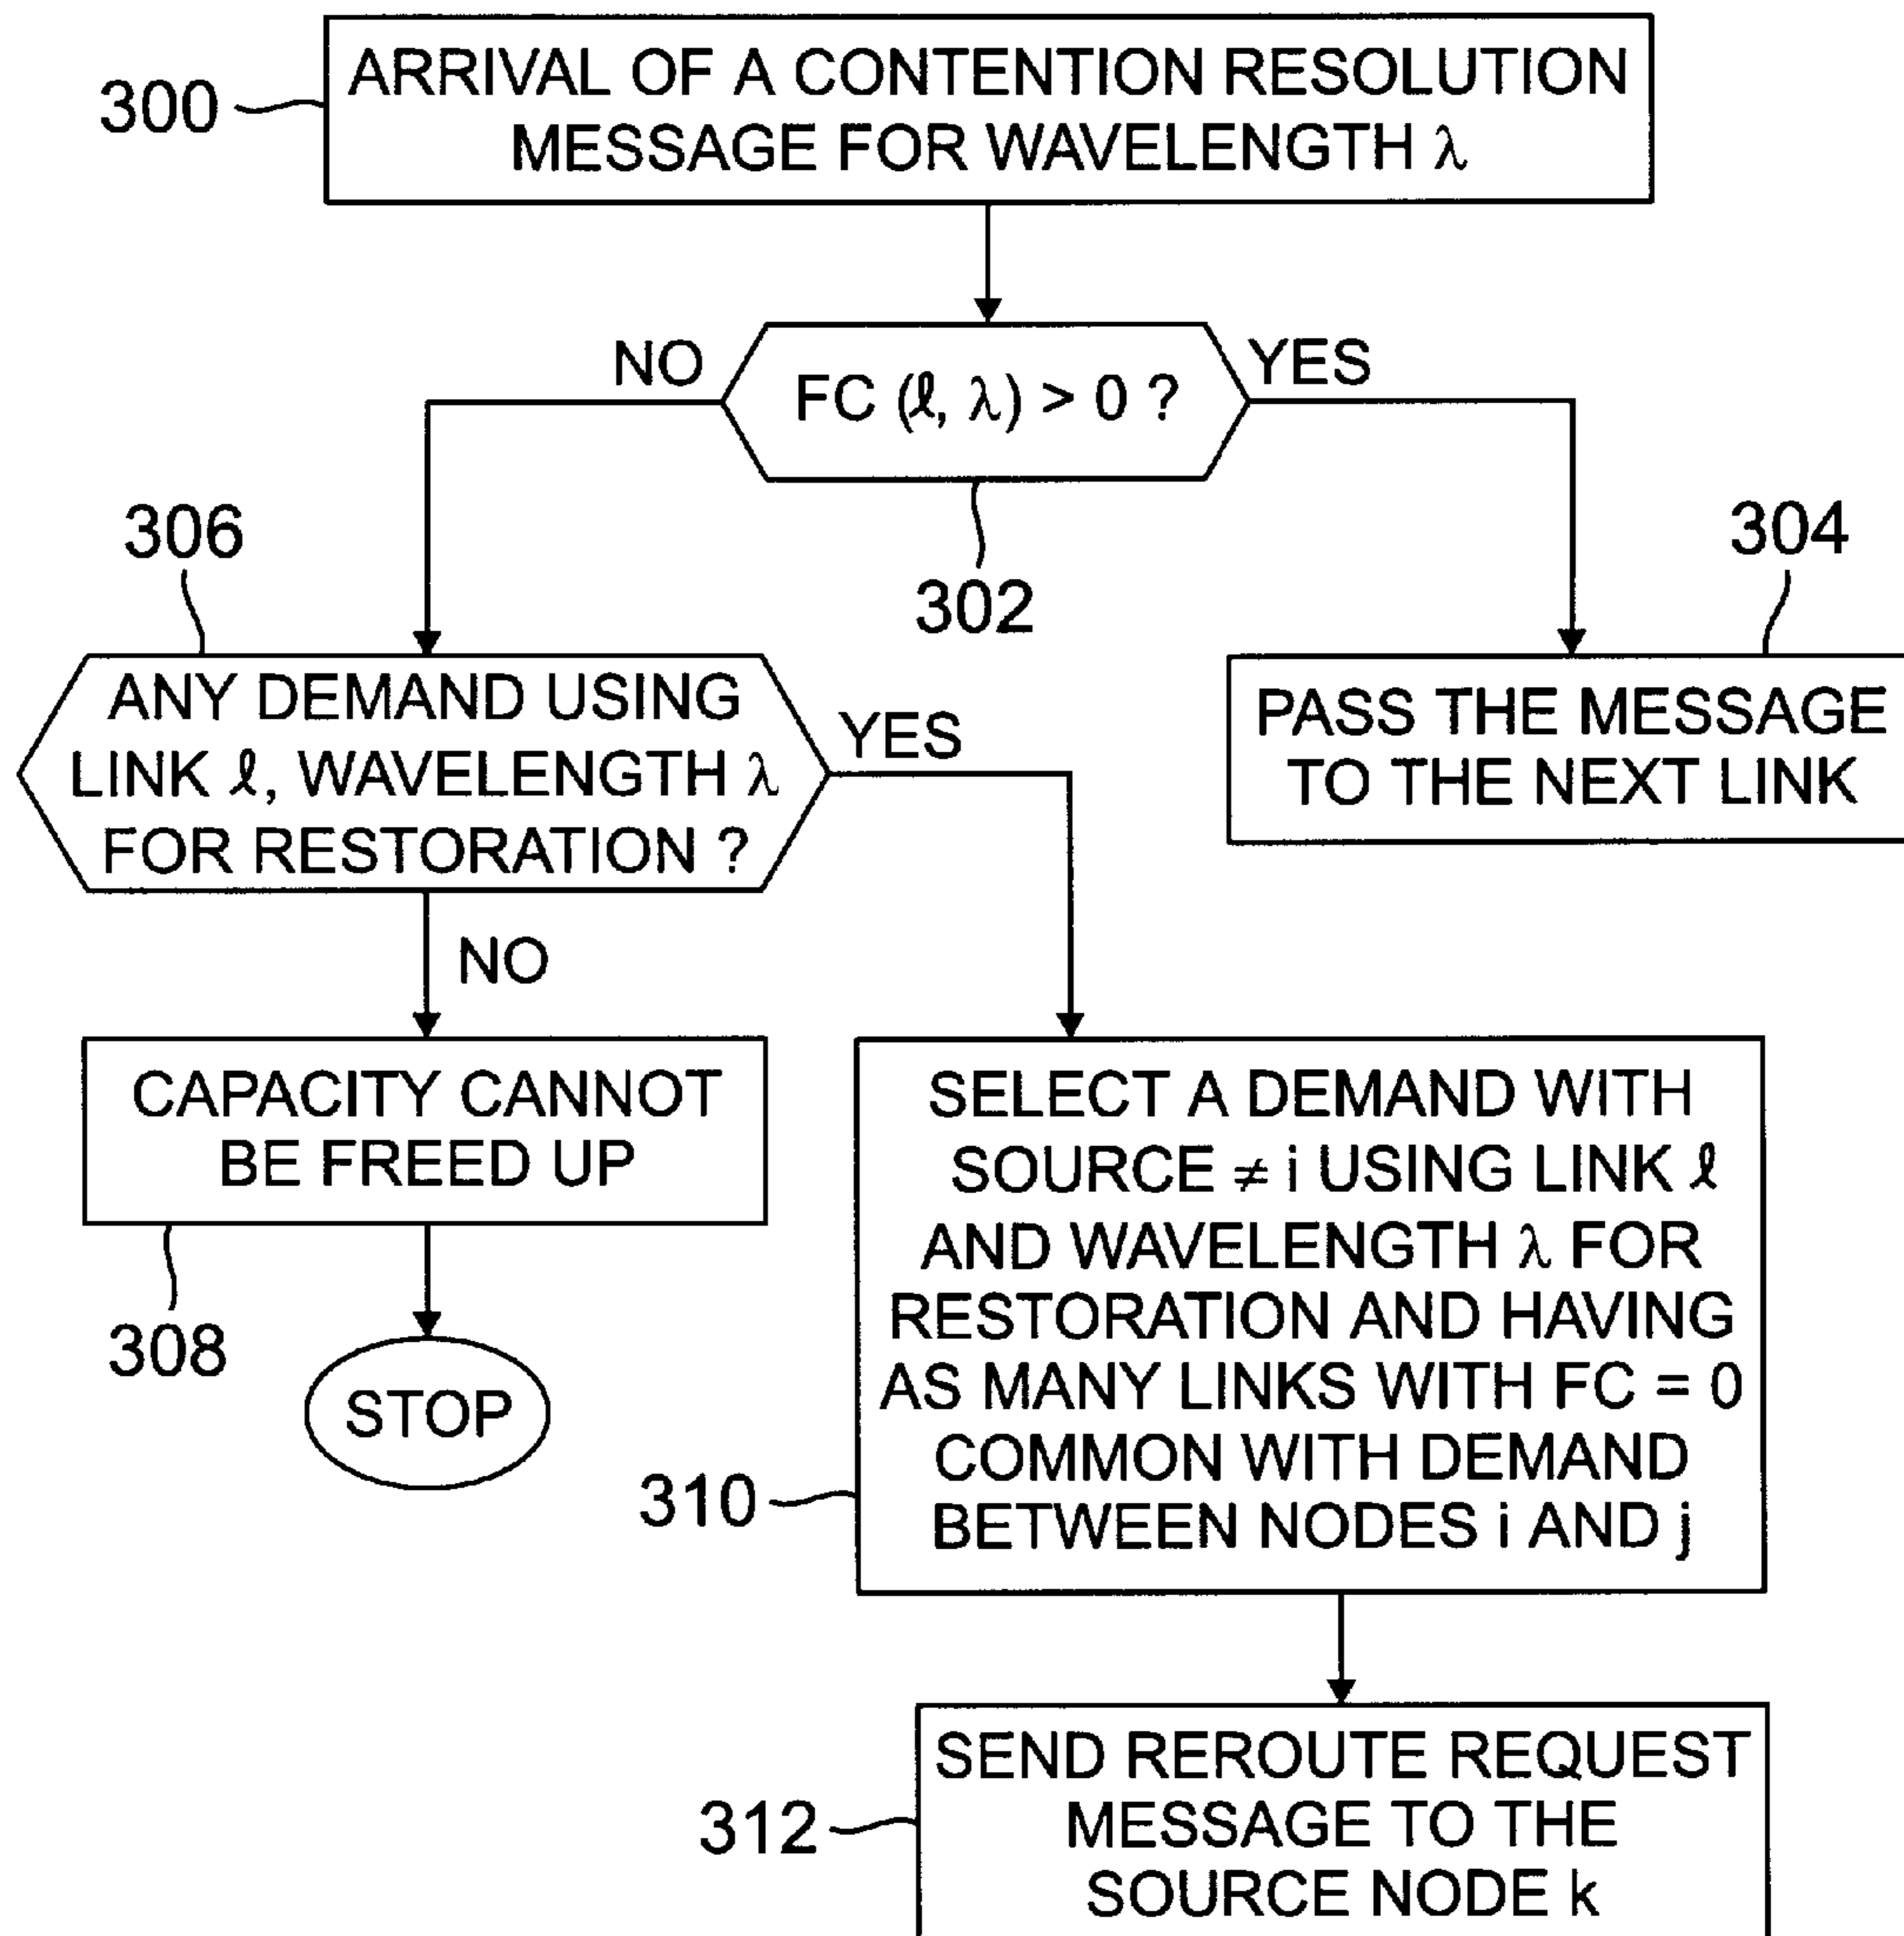 300
ARRIVAL OF A CONTENTION RESOLUTION
MESSAGE FOR WAVELENGTH λ
NO
FC (ℓ, λ) > 0 ?
YES
302
306
304
ANY DEMAND USING
LINK ℓ, WAVELENGTH λ
FOR RESTORATION ?
YES
NO
PASS THE MESSAGE
TO THE NEXT LINK
CAPACITY CANNOT
BE FREED UP
308
STOP
SELECT A DEMAND WITH
SOURCE ≠ i USING LINK ℓ
AND WAVELENGTH λ FOR
RESTORATION AND HAVING
AS MANY LINKS WITH FC = 0
COMMON WITH DEMAND
BETWEEN NODES i AND j
310
SEND REROUTE REQUEST
MESSAGE TO THE
SOURCE NODE k
312